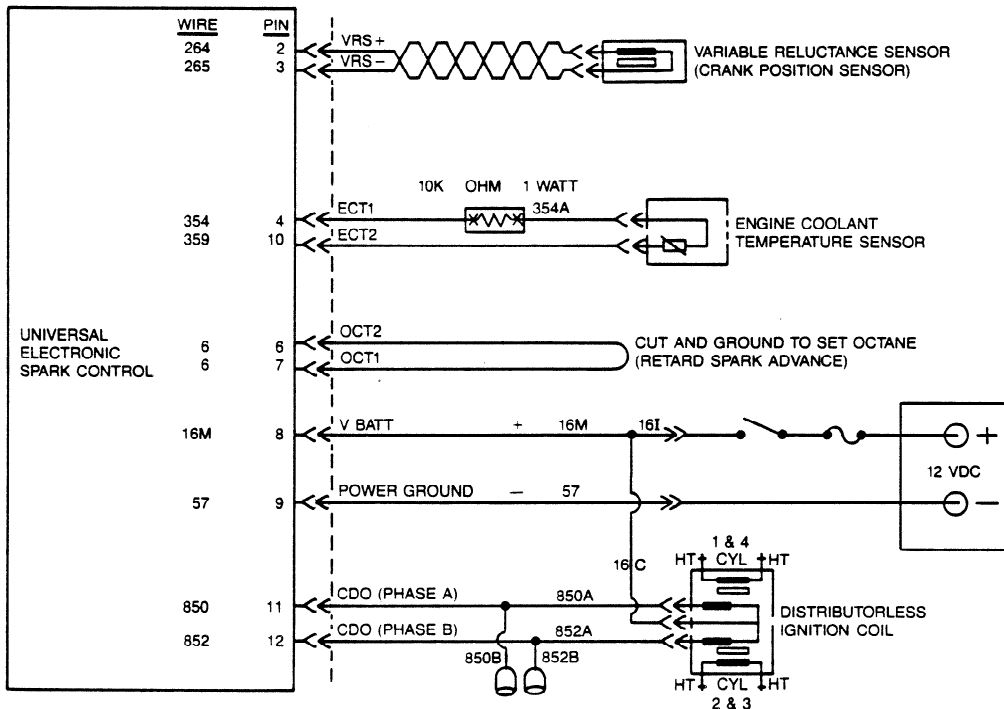 WIRE PIN
264 2 VRS+
265 3 VRS-
VARIABLE RELUCTANCE SENSOR
(CRANK POSITION SENSOR)
10K OHM 1 WATT
354 4 ECT1 354A
359 10 ECT2
ENGINE COOLANT
TEMPERATURE SENSOR
UNIVERSAL
ELECTRONIC
SPARK CONTROL
6 6 OCT2
6 7 OCT1
CUT AND GROUND TO SET OCTANE
(RETARD SPARK ADVANCE)
16M 8 V BATT + 16M 16I
+
12 VDC
57 9 POWER GROUND — 57
−
16 C
1 & 4
HT CYL HT
850 11 CDO (PHASE A) 850A
852 12 CDO (PHASE B) 852A
850B 852B
DISTRIBUTORLESS
IGNITION COIL
HT CYL HT
2 & 3